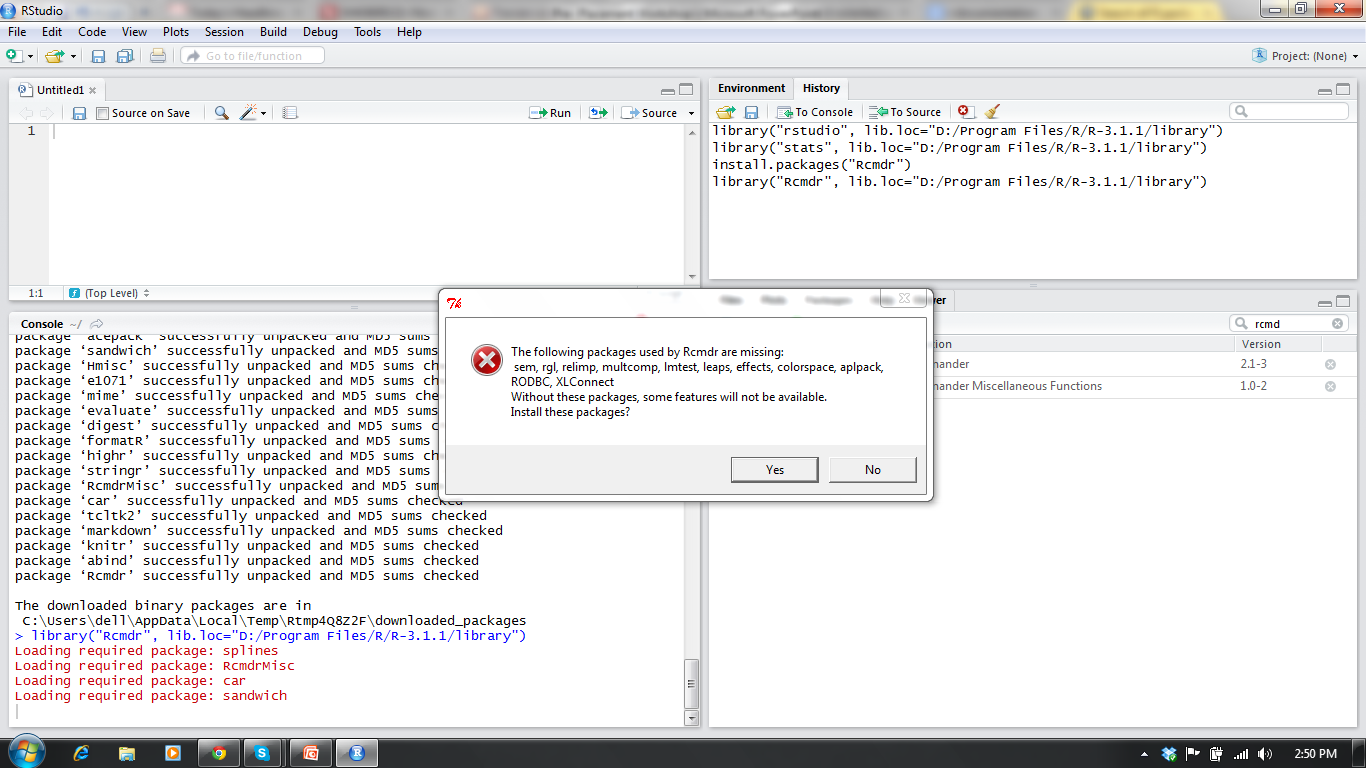 RStudio
File Edit Code View Plots Session Build Debug Tools Help
Go to file/function
Project: (None)
Untitled1
Source on Save
Run
Source
1
1:1
(Top Level)
Environment History
To Console
To Source
library("rstudio", lib.loc="D:/Program Files/R/R-3.1.1/library")
library("stats", lib.loc="D:/Program Files/R/R-3.1.1/library")
install.packages("Rcmdr")
library("Rcmdr", lib.loc="D:/Program Files/R/R-3.1.1/library")
Console ~/
package ‘acepack’ successfully unpacked and MD5 sums
package ‘sandwich’ successfully unpacked and MD5 sums
package ‘Hmisc’ successfully unpacked and MD5 sums
package ‘e1071’ successfully unpacked and MD5 sums
package ‘mime’ successfully unpacked and MD5 sums
package ‘evaluate’ successfully unpacked and MD5 sums
package ‘digest’ successfully unpacked and MD5 sums c
package ‘formatR’ successfully unpacked and MD5 sums
package ‘highr’ successfully unpacked and MD5 sums
package ‘stringr’ successfully unpacked and MD5 sums
package ‘RcmdrMisc’ successfully unpacked and MD5 sums
package ‘car’ successfully unpacked and MD5 sums checked
package ‘tcltk2’ successfully unpacked and MD5 sums checked
package ‘markdown’ successfully unpacked and MD5 sums checked
package ‘knitr’ successfully unpacked and MD5 sums checked
package ‘abind’ successfully unpacked and MD5 sums checked
package ‘Rcmdr’ successfully unpacked and MD5 sums checked
The downloaded binary packages are in
C:\Users\dell\AppData\Local\Temp\Rtmp4Q8Z2F\downloaded_packages
> library("Rcmdr", lib.loc="D:/Program Files/R/R-3.1.1/library")
Loading required package: splines
Loading required package: RcmdrMisc
Loading required package: car
Loading required package: sandwich
The following packages used by Rcmdr are missing:
sem, rgl, relimp, multcomp, lmtest, leaps, effects, colorspace, aplpack,
RODBC, XLConnect
Without these packages, some features will not be available.
Install these packages?
Yes
No
wer
rcmd
tion
Version
mander
2.1-3
mander Miscellaneous Functions
1.0-2
2:50 PM